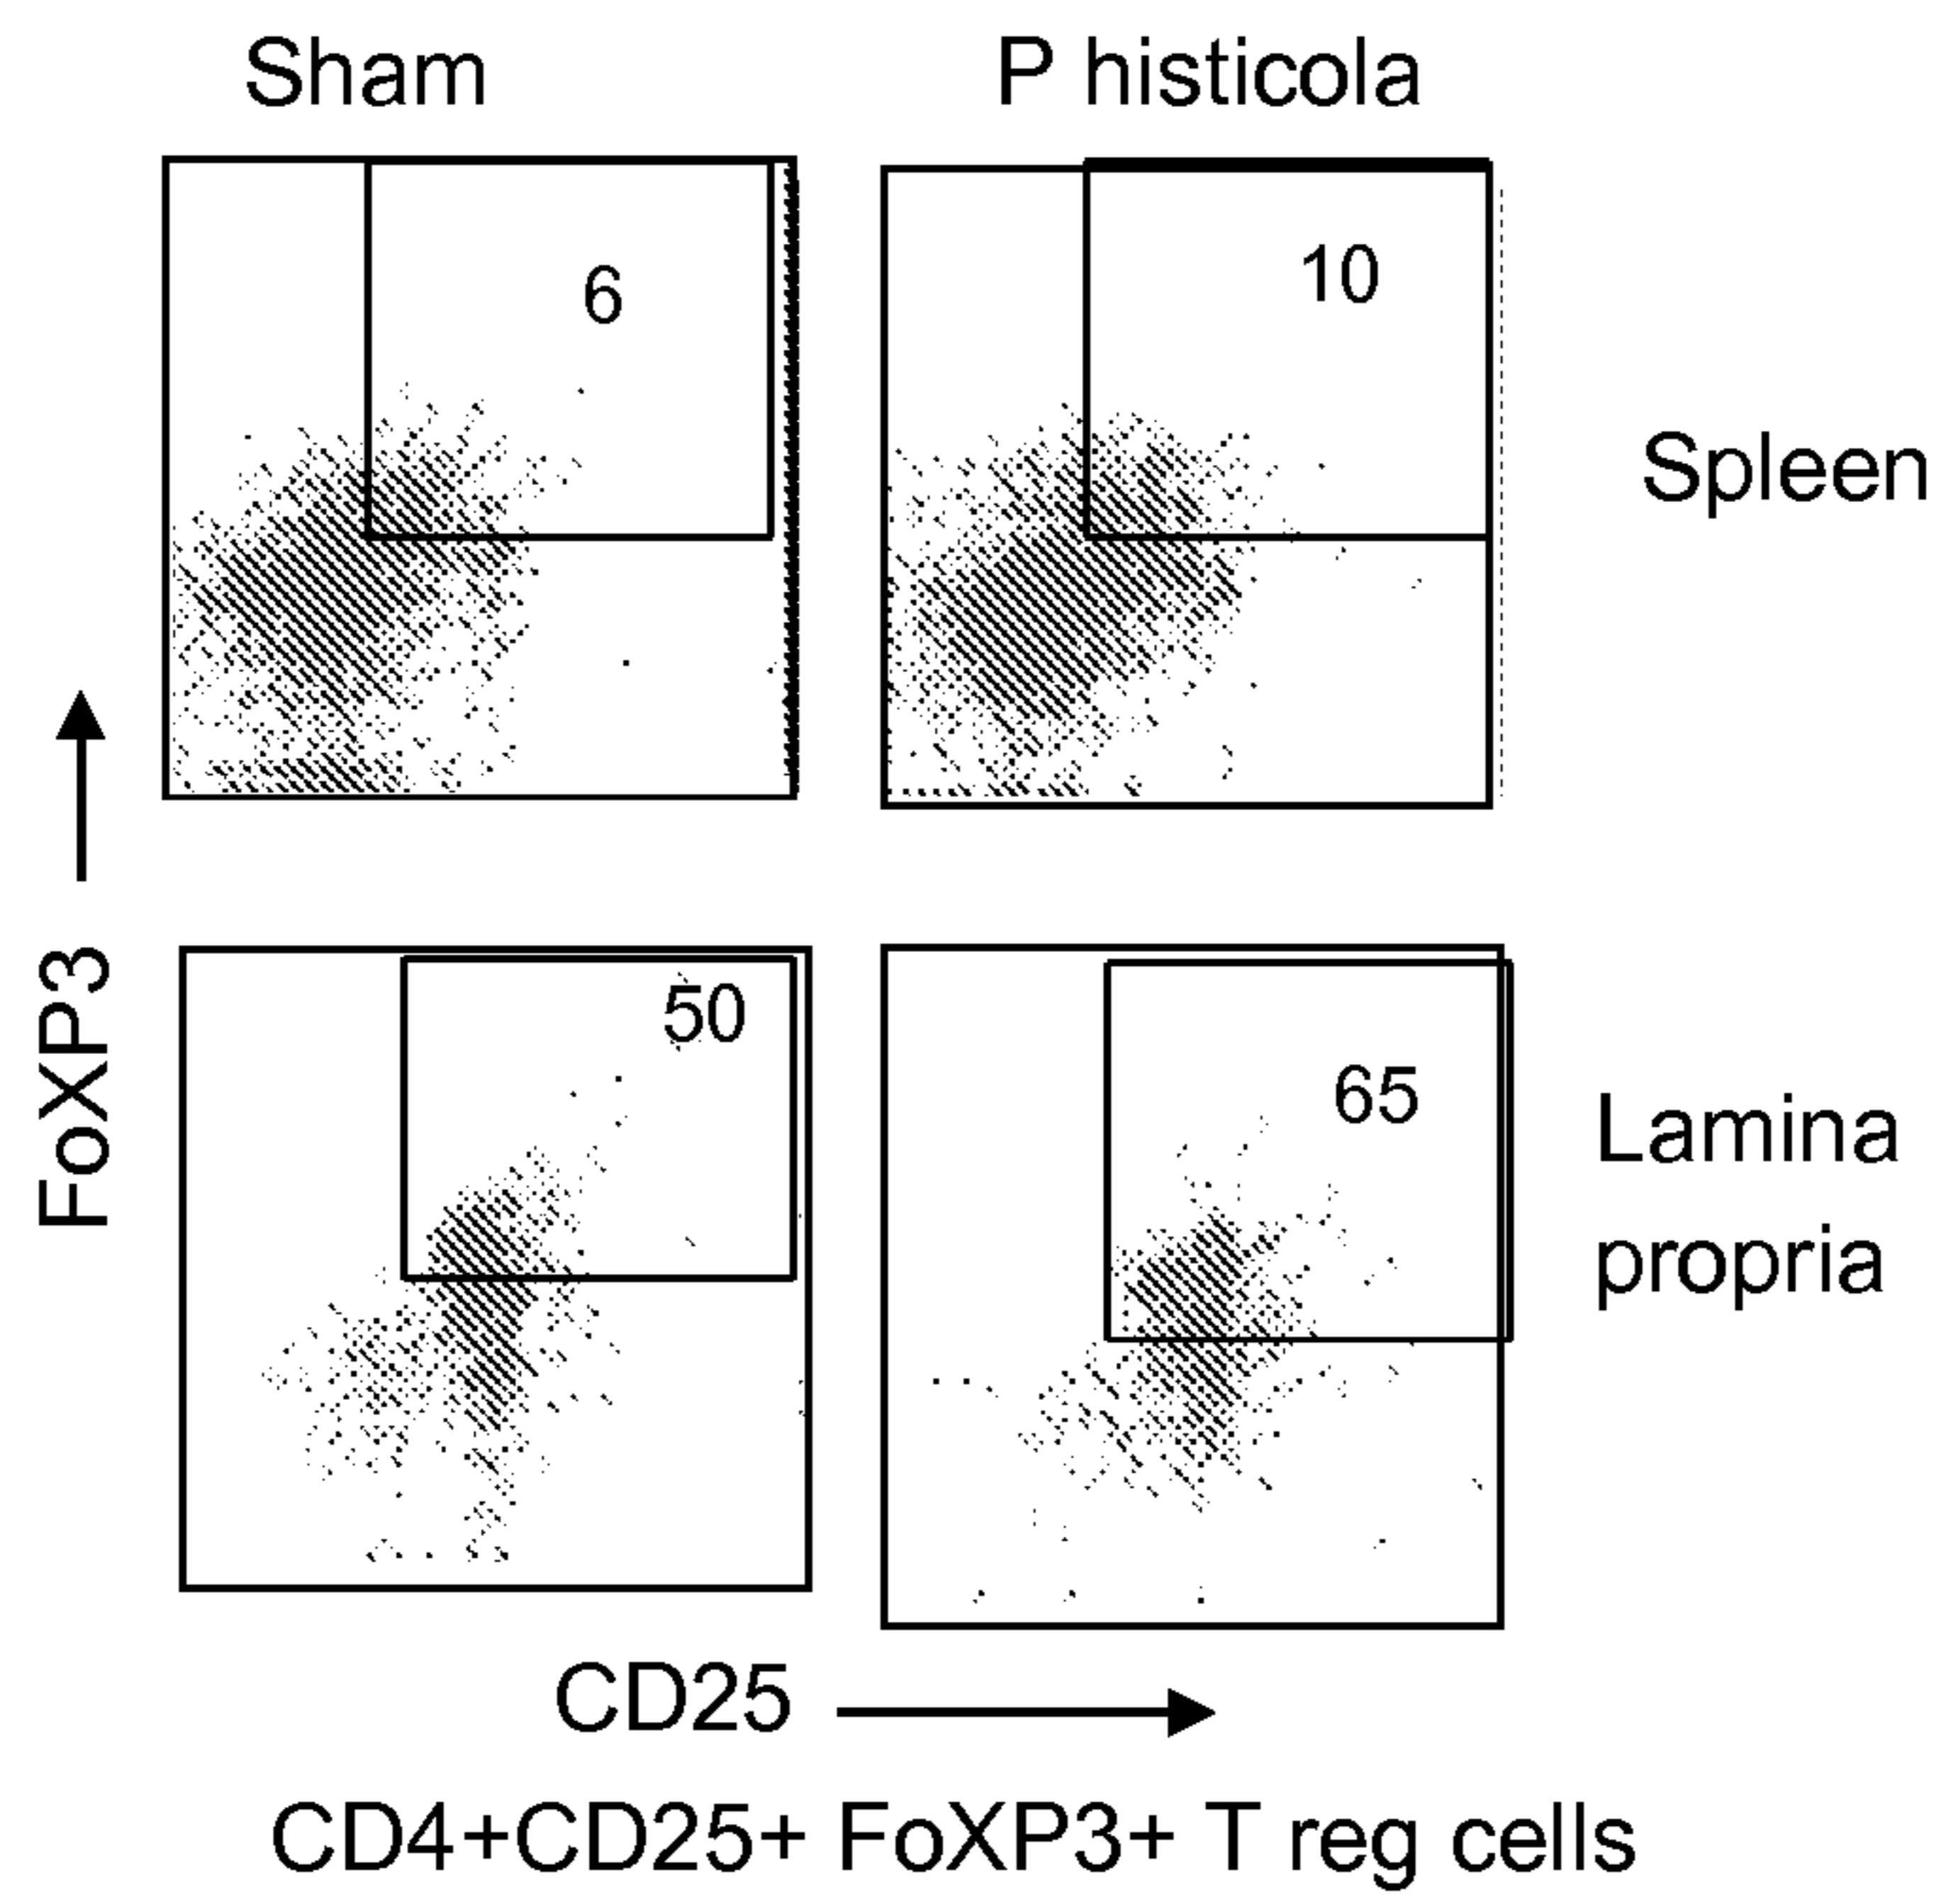 Sham
P histicola
6
10
Spleen
FoXP3
50
65
Lamina
propria
CD25
CD4+CD25+ FoXP3+ T reg cells